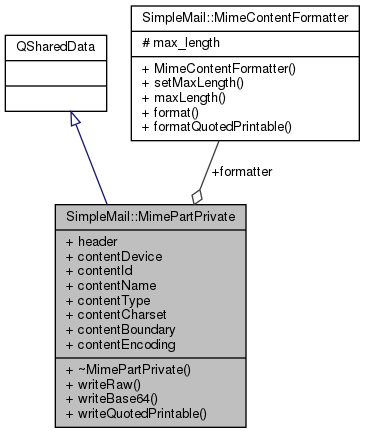 SimpleMail::MimeContentFormatter
# max_length
+ MimeContentFormatter()
+ setMaxLength()
+ maxLength()
+ format()
+ formatQuotedPrintable()
QSharedData
+formatter
SimpleMail::MimePartPrivate
+ header
+ contentDevice
+ contentId
+ contentName
+ contentType
+ contentCharset
+ contentBoundary
+ contentEncoding
+ ~MimePartPrivate()
+ writeRaw()
+ writeBase64()
+ writeQuotedPrintable()